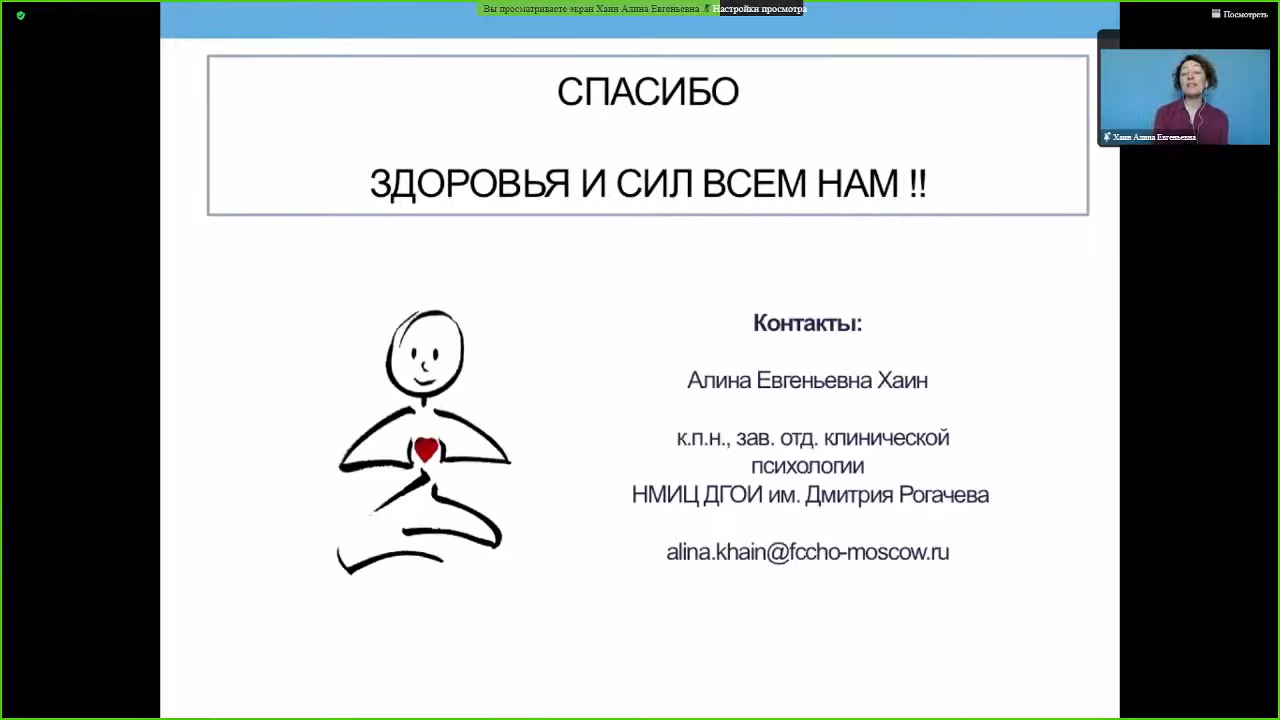 Вы просматриваете экран Хаин Алина Евгеньевна
Настройки просмотра
Посмотреть
СПАСИБО
ЗДОРОВЬЯ И СИЛ ВСЕМ НАМ !!
Хаин Алина Евгеньевна
Контакты:
Алина Евгеньевна Хаин
к.п.н., зав. отд. клинической
психологии
НМИЦ ДГОИ им. Дмитрия Рогачева
alina.khain@fccho-moscow.ru